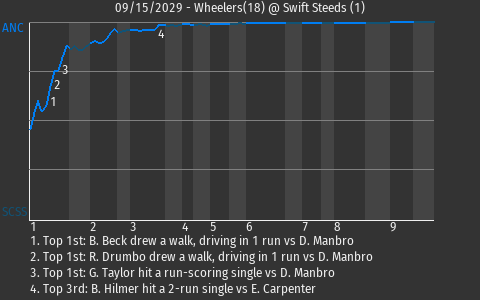 09/15/2029 - Wheelers(18) @ Swift Steeds (1)
ANC
4
3
2
1
SCSS
1 2 3 4 5 6 7 8 9
1. Top 1st: B. Beck drew a walk, driving in 1 run vs D. Manbro
2. Top 1st: R. Drumbo drew a walk, driving in 1 run vs D. Manbro
3. Top 1st: G. Taylor hit a run-scoring single vs D. Manbro
4. Top 3rd: B. Hilmer hit a 2-run single vs E. Carpenter